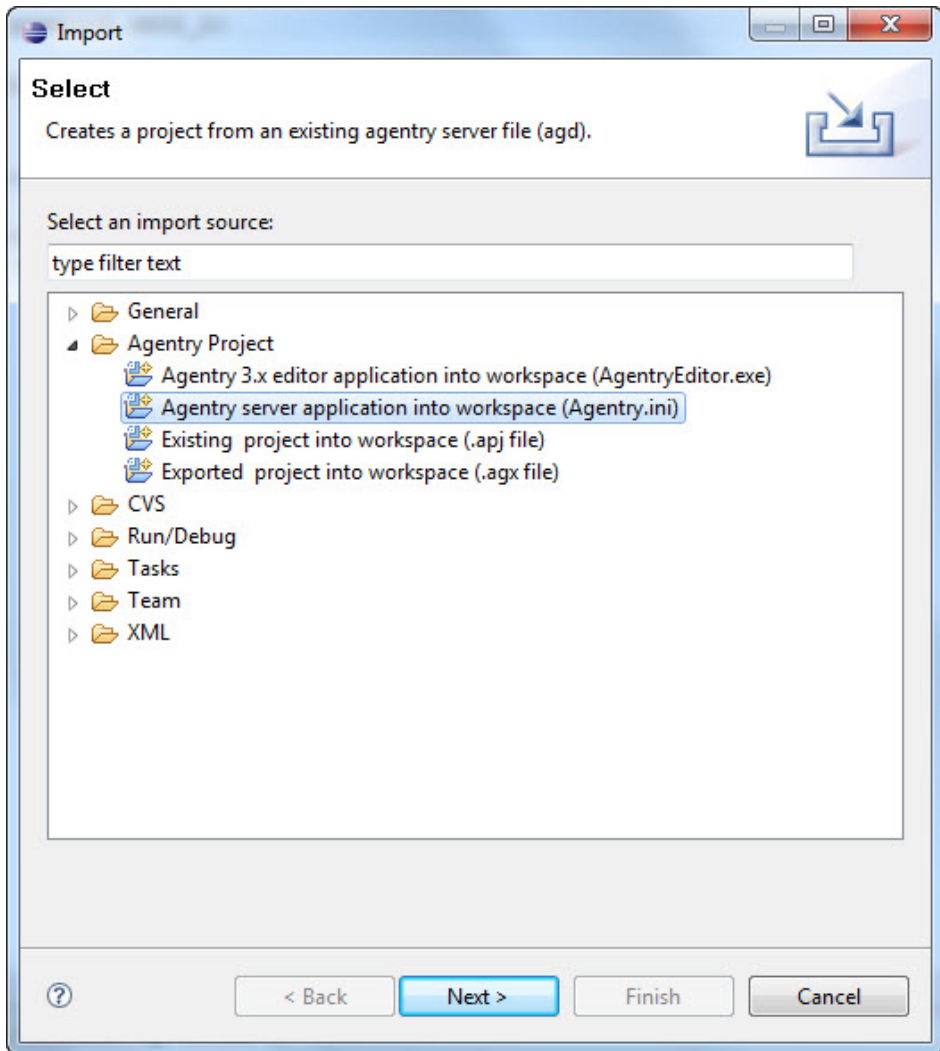 Import
Select
Creates a project from an existing agentry server file (agd).
Select an import source:
type filter text
General
Agentry Project
Agentry 3.x editor application into workspace (AgentryEditor.exe)
Agentry server application into workspace (Agentry.ini)
Existing  project into workspace (.apj file)
Exported  project into workspace (.agx file)
CVS
Run/Debug
Tasks
Team
XML
? < Back Next > Finish Cancel